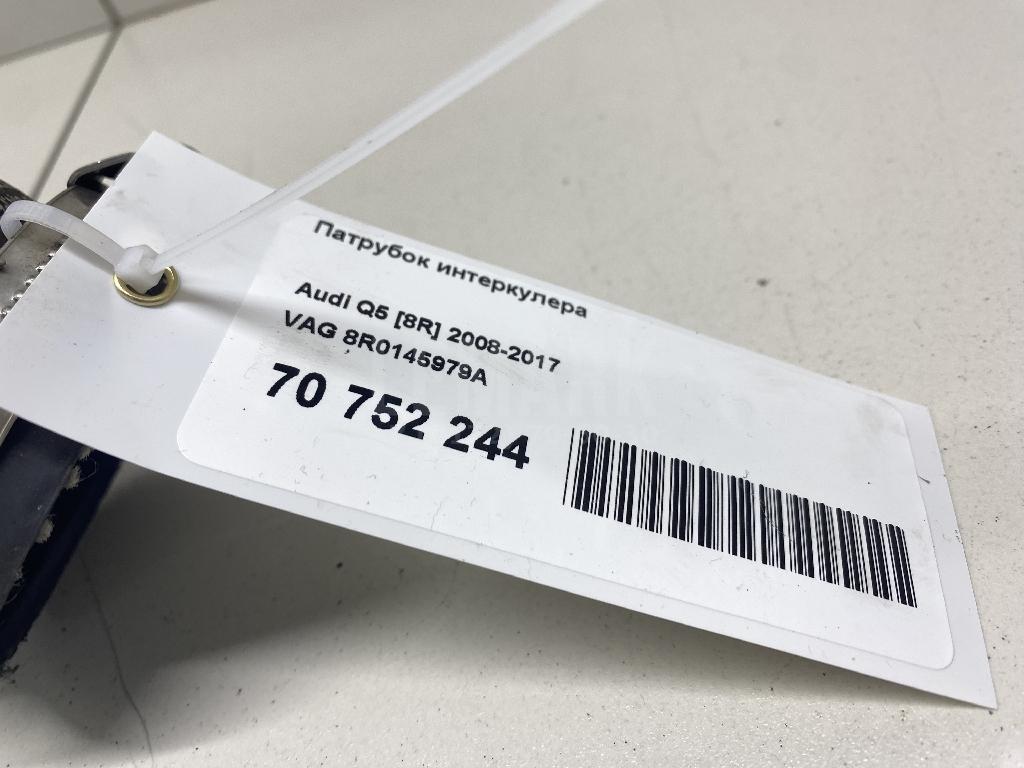 Патрубок интеркулера
Audi Q5 [8R] 2008-2017
VAG 8R0145979A
70 752 244